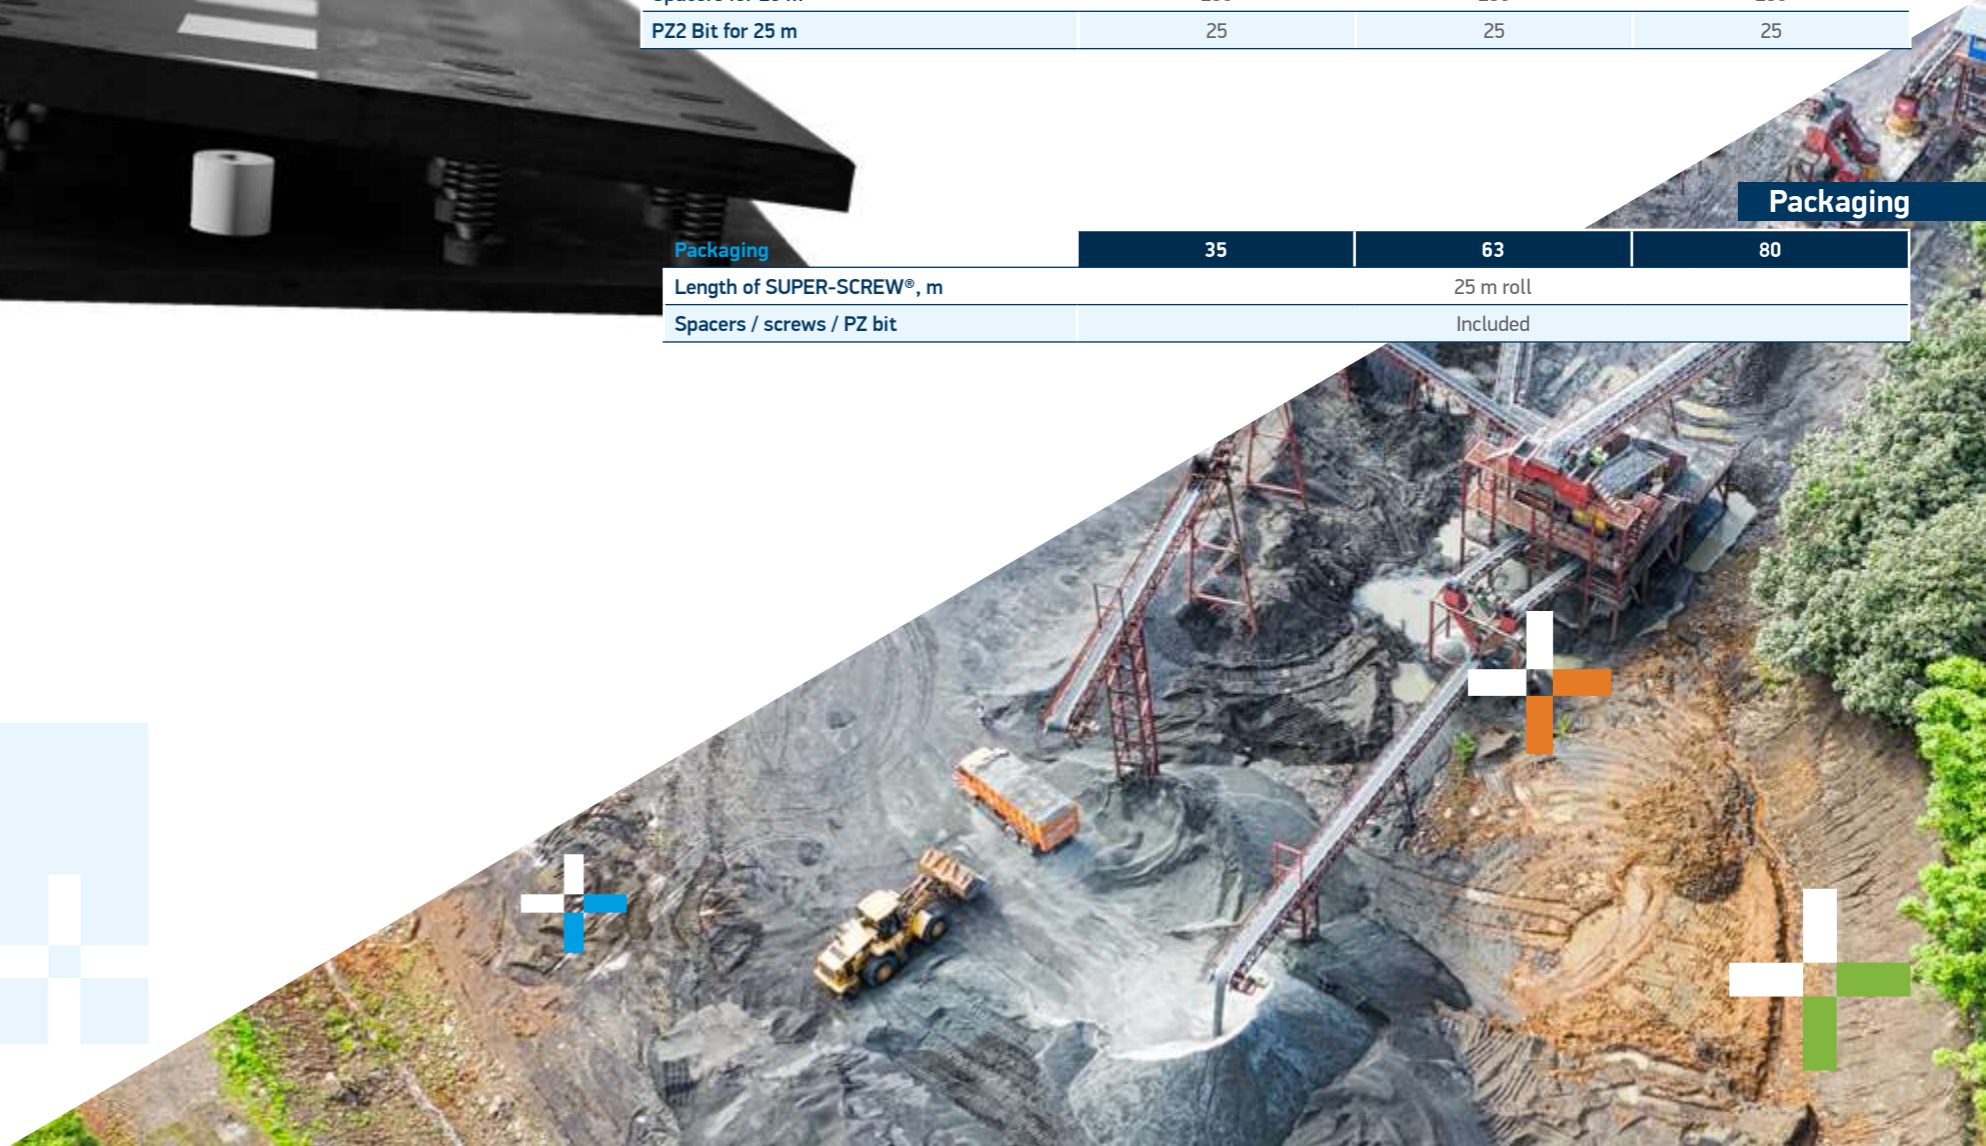 PZ2 Bit for 25 m 25 25 25
Packaging
Packaging 35 63 80
Length of SUPER-SCREW®, m 25 m roll
Spacers / screws / PZ bit Included